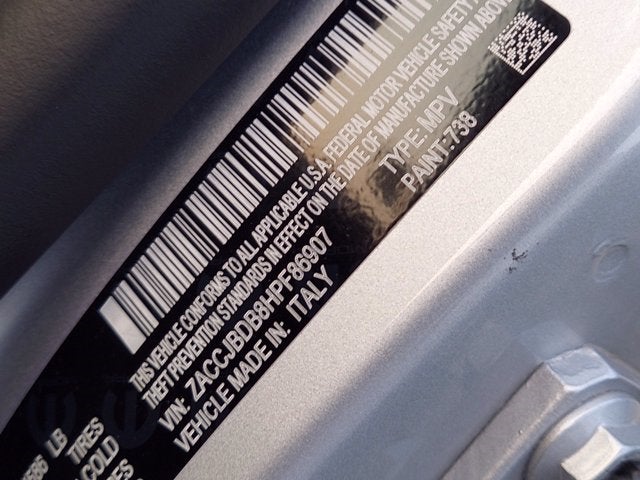 THIS VEHICLE CONFORMS TO ALL APPLICABLE U.S.A. FEDERAL MOTOR VEHICLE SAFETY,
THEFT PREVENTION STANDARDS IN EFFECT ON THE DATE OF MANUFACTURE SHOWN ABOVE
VIN: ZACCJBDB8HPF86907 TYPE: MPV
VEHICLE MADE IN: ITALY PAINT: 738
LB
TIRES
COLD